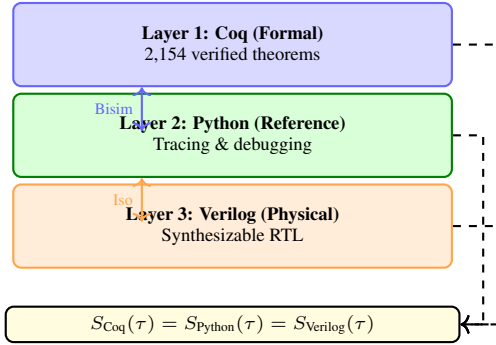 Layer 1: Coq (Formal)
2,154 verified theorems
Bisim
Layer 2: Python (Reference)
Tracing & debugging
Iso
Layer 3: Verilog (Physical)
Synthesizable RTL
S_Coq(τ) = S_Python(τ) = S_Verilog(τ)